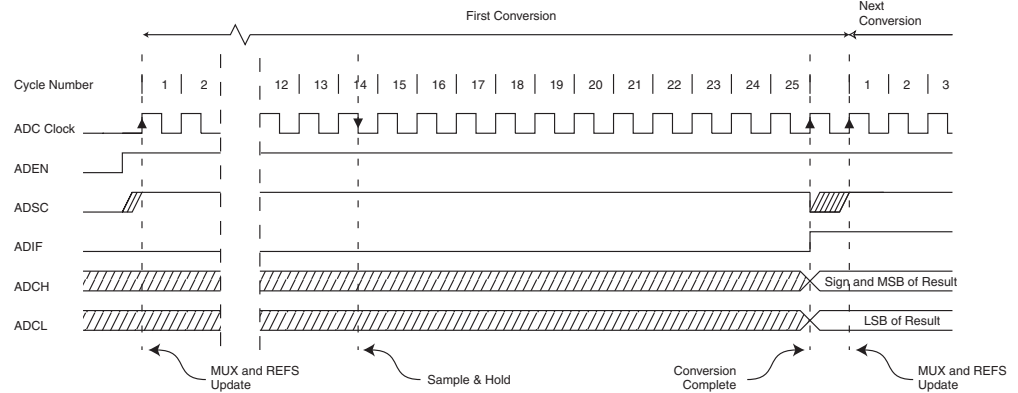 First Conversion
Next
Conversion
Cycle Number 1 2 12 13 14 15 16 17 18 19 20 21 22 23 24 25 1 2 3
ADC Clock
ADEN
ADSC
ADIF
ADCH Sign and MSB of Result
ADCL LSB of Result
MUX and REFS
Update
Sample & Hold
Conversion
Complete
MUX and REFS
Update